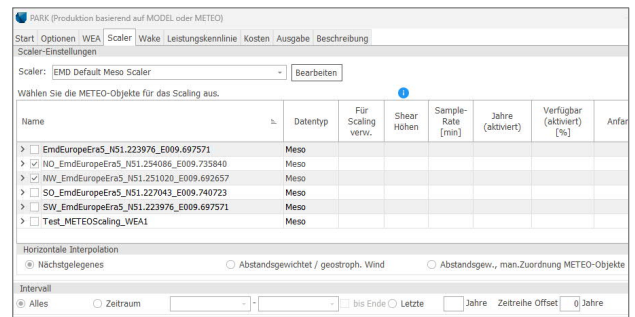 PARK (Produktion basierend auf MODEL oder METEO)
Start Optionen WEA Scaler Wake Leistungskennlinie Kosten Ausgabe Beschreibung
Scaler-Einstellungen
Scaler: EMD Default Meso Scaler Bearbeiten
Wählen Sie die METEO-Objekte für das Scaling aus.
Name Datentyp Für Scaling verw. Shear Höhen Sample-Rate [min] Jahre (aktiviert) Verfügbar (aktiviert) [%] Anfan
EmdEuropeEra5_N51.223976_E009.697571 Meso
NO_EmdEuropeEra5_N51.254086_E009.735840 Meso
NW_EmdEuropeEra5_N51.251020_E009.692657 Meso
SO_EmdEuropeEra5_N51.227043_E009.740723 Meso
SW_EmdEuropeEra5_N51.223976_E009.697571 Meso
Test_METEOScaling_WEA1 Meso
Horizontale Interpolation
Nächstgelegenes Abstandsgewichtet / geostroph. Wind Abstandsgew., man.Zuordnung METEO-Objekte
Intervall
Alles Zeitraum - bis Ende Letzte Jahre Zeitreihe Offset 0 Jahre